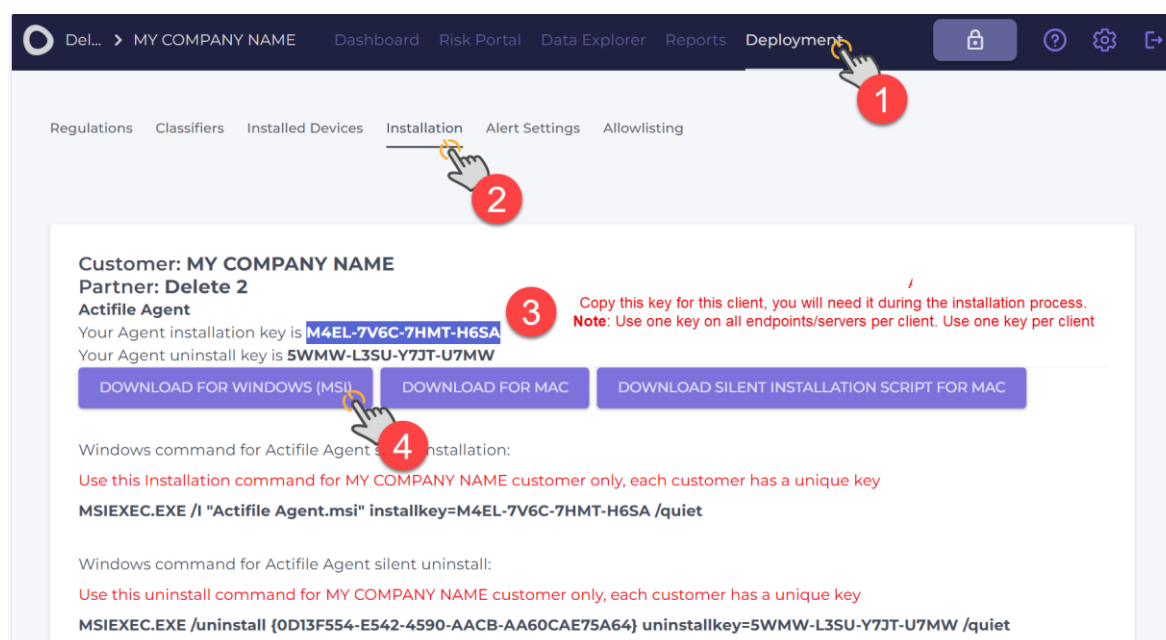 Del... > MY COMPANY NAME Dashboard Risk Portal Data Explorer Reports Deployment
1
Regulations Classifiers Installed Devices Installation Alert Settings Allowlisting
2
Customer: MY COMPANY NAME
Partner: Delete 2
Actifile Agent
Your Agent installation key is M4EL-7V6C-7HMT-H6SA
3
Copy this key for this client, you will need it during the installation process.
Note: Use one key on all endpoints/servers per client. Use one key per client
Your Agent uninstall key is 5WMW-L3SU-Y7JT-U7MW
DOWNLOAD FOR WINDOWS (MSI) DOWNLOAD FOR MAC DOWNLOAD SILENT INSTALLATION SCRIPT FOR MAC
4
Windows command for Actifile Agent installation:
Use this Installation command for MY COMPANY NAME customer only, each customer has a unique key
MSIEXEC.EXE /I "Actifile Agent.msi" installkey=M4EL-7V6C-7HMT-H6SA /quiet
Windows command for Actifile Agent silent uninstall:
Use this uninstall command for MY COMPANY NAME customer only, each customer has a unique key
MSIEXEC.EXE /uninstall {0D13F554-E542-4590-AACB-AA60CAE75A64} uninstallkey=5WMW-L3SU-Y7JT-U7MW /quiet